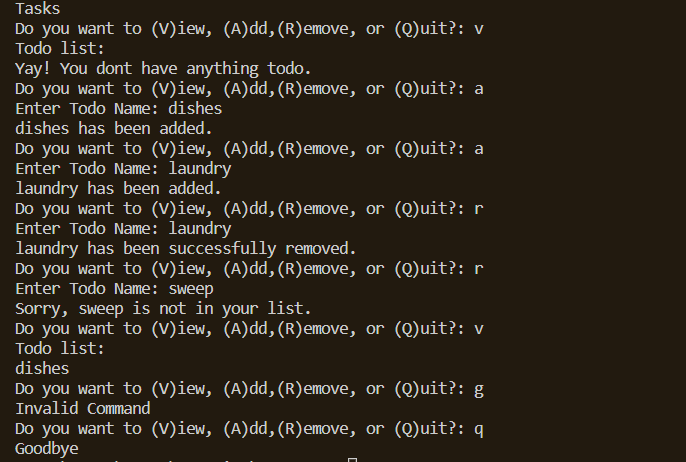 Tasks
Do you want to (V)iew, (A)dd,(R)emove, or (Q)uit?: v
Todo list:
Yay! You dont have anything todo.
Do you want to (V)iew, (A)dd,(R)emove, or (Q)uit?: a
Enter Todo Name: dishes
dishes has been added.
Do you want to (V)iew, (A)dd,(R)emove, or (Q)uit?: a
Enter Todo Name: laundry
laundry has been added.
Do you want to (V)iew, (A)dd,(R)emove, or (Q)uit?: r
Enter Todo Name: laundry
laundry has been successfully removed.
Do you want to (V)iew, (A)dd,(R)emove, or (Q)uit?: r
Enter Todo Name: sweep
Sorry, sweep is not in your list.
Do you want to (V)iew, (A)dd,(R)emove, or (Q)uit?: v
Todo list:
dishes
Do you want to (V)iew, (A)dd,(R)emove, or (Q)uit?: g
Invalid Command
Do you want to (V)iew, (A)dd,(R)emove, or (Q)uit?: q
Goodbye